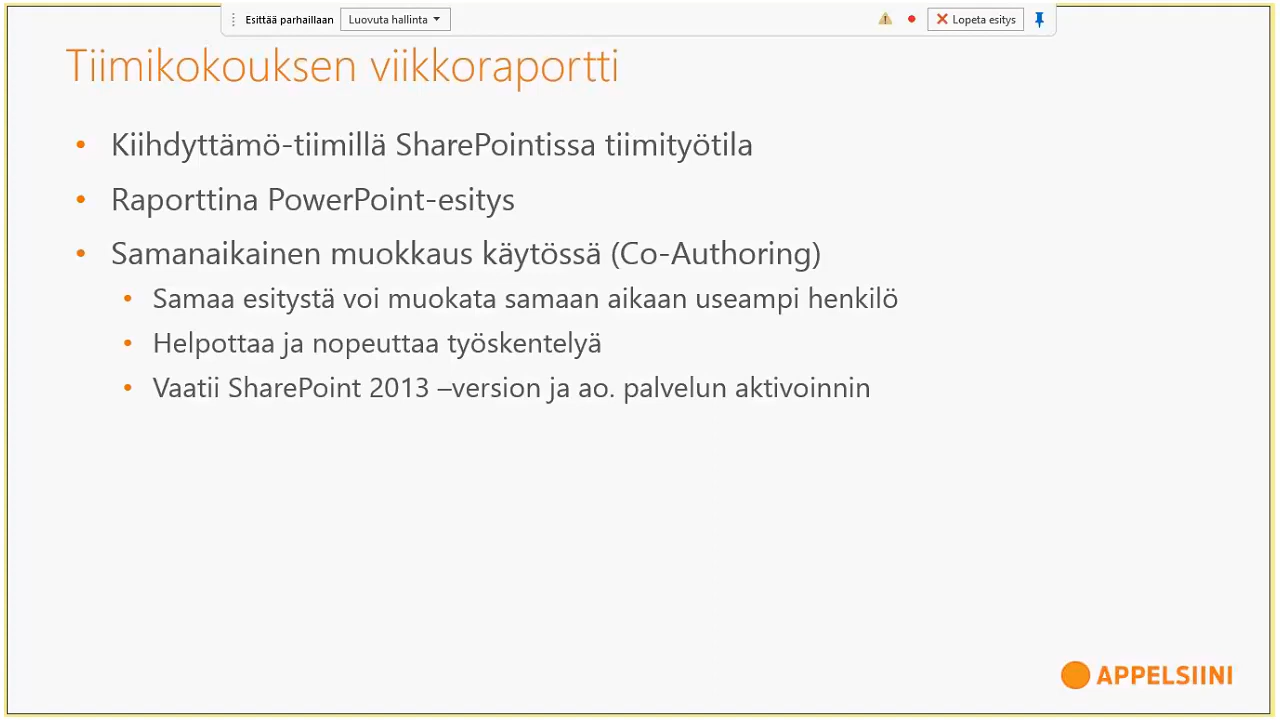 Esittää parhaillaan Luovuta hallinta Lopeta esitys
Tiimikokouksen viikkoraportti
• Kiihdyttämö-tiimillä SharePointissa tiimityötila
• Raporttina PowerPoint-esitys
• Samanaikainen muokkaus käytössä (Co-Authoring)
• Samaa esitystä voi muokata samaan aikaan useampi henkilö
• Helpottaa ja nopeuttaa työskentelyä
• Vaatii SharePoint 2013 –version ja ao. palvelun aktivoinnin
APPELSIINI